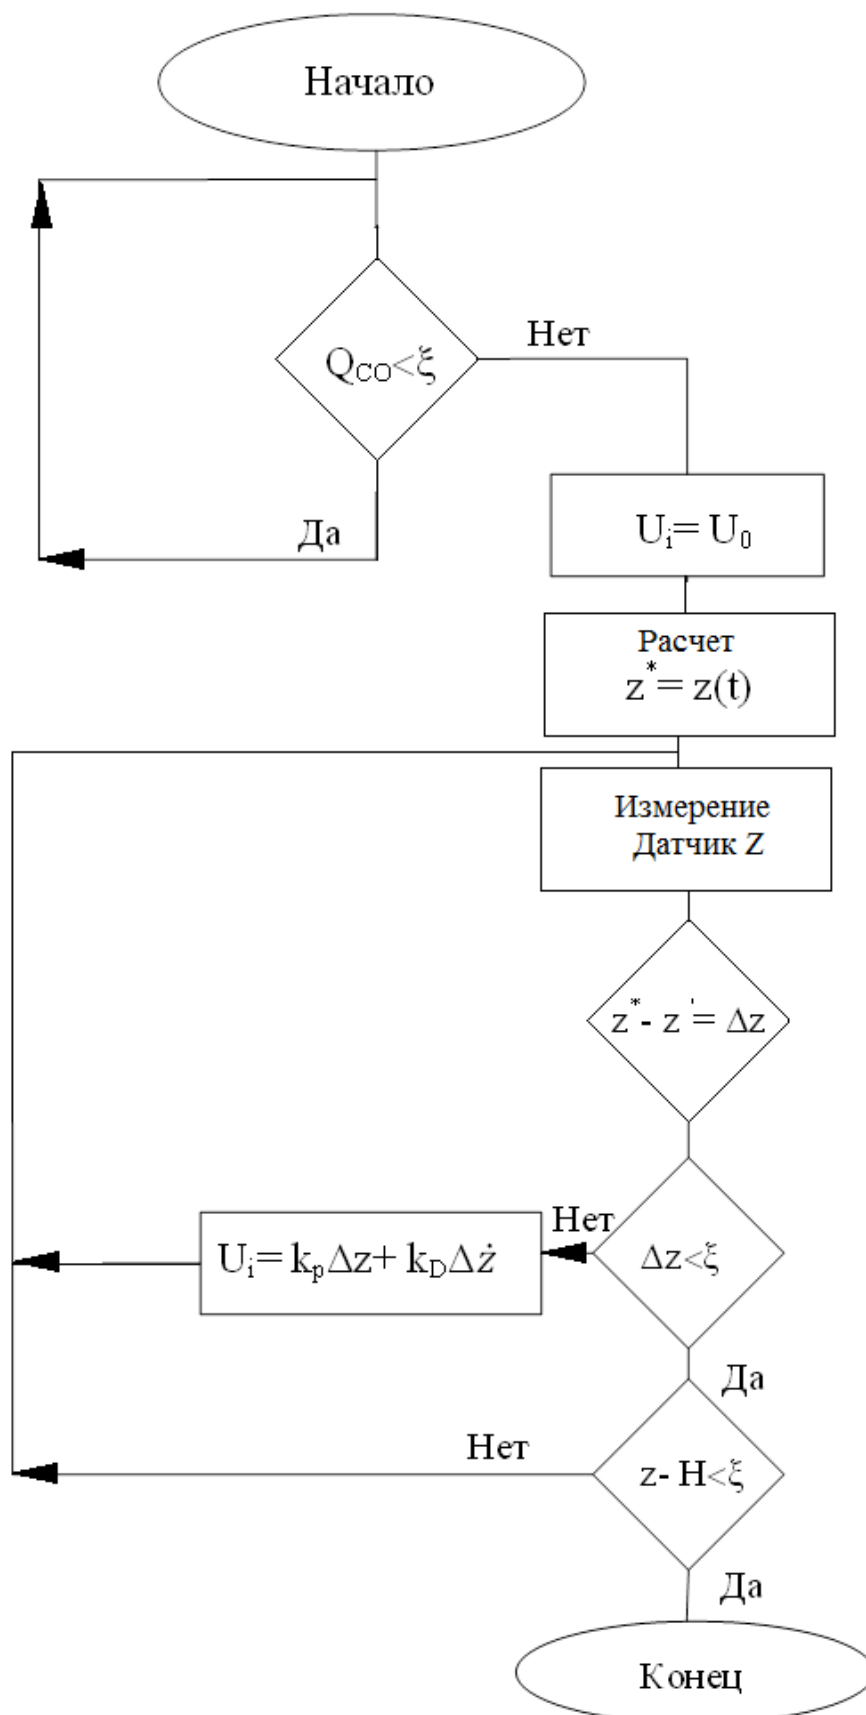 Начало
Q_CO<ξ
Нет
Да
U_i= U_0
Расчет
z^*= z(t)
Измерение
Датчик Z
z^*- z'= Δz
Нет
Δz<ξ
U_i= k_pΔz+ k_DΔż
Да
Нет
z- H<ξ
Да
Конец